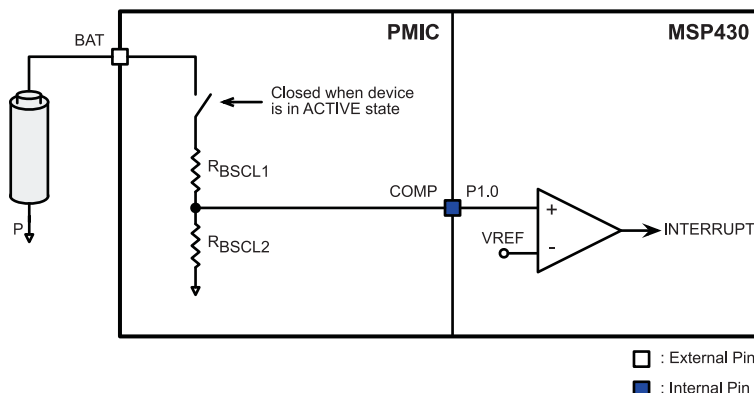 PMIC
MSP430
BAT
Closed when device
is in ACTIVE state
RBSCL1
COMP
P1.0
+
VREF
-
INTERRUPT
P-
RBSCL2
: External Pin
: Internal Pin